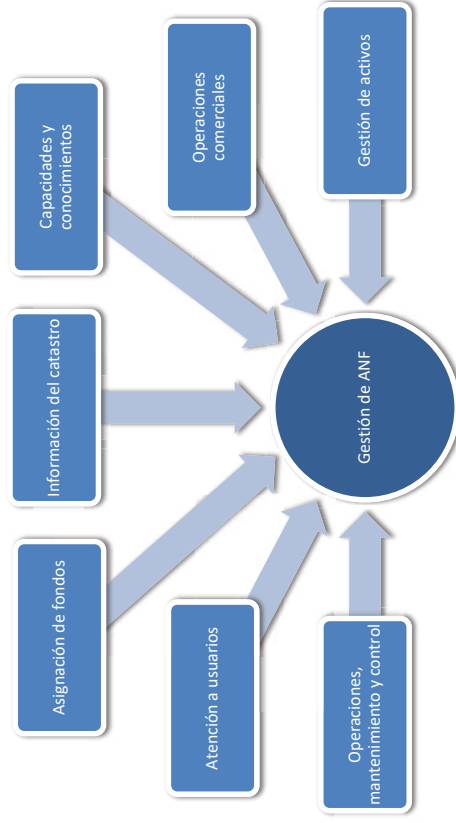 Asignación de fondos
Información del catastro
Capacidades y
conocimientos
Atención a usuarios
Operaciones
comerciales
Operaciones,
mantenimiento y control
Gestión de ANF
Gestión de activos